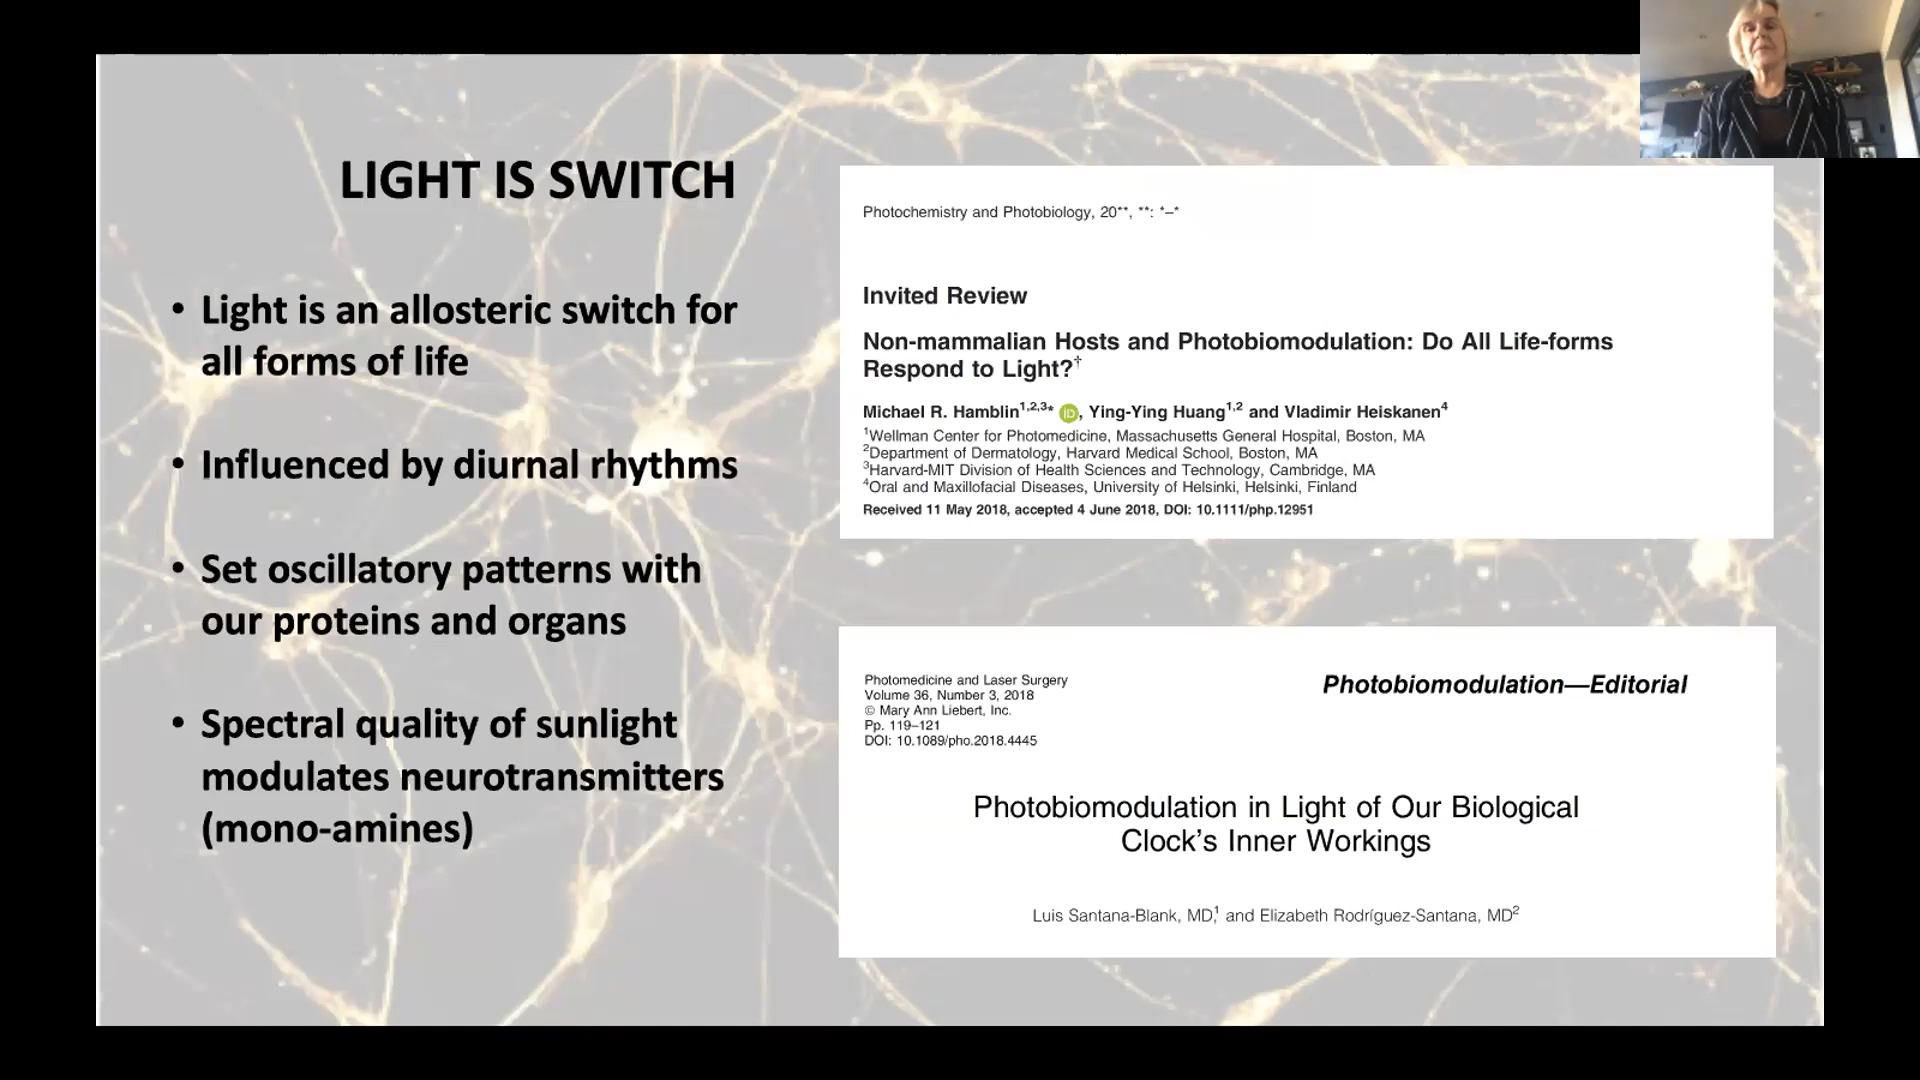 LIGHT IS SWITCH
• Light is an allosteric switch for
all forms of life
• Influenced by diurnal rhythms
• Set oscillatory patterns with
our proteins and organs
• Spectral quality of sunlight
modulates neurotransmitters
(mono-amines)
Photochemistry and Photobiology, 20**, **: *–*
Invited Review
Non-mammalian Hosts and Photobiomodulation: Do All Life-forms
Respond to Light?†
Michael R. Hamblin1,2,3* iD, Ying-Ying Huang1,2 and Vladimir Heiskanen4
1Wellman Center for Photomedicine, Massachusetts General Hospital, Boston, MA
2Department of Dermatology, Harvard Medical School, Boston, MA
3Harvard-MIT Division of Health Sciences and Technology, Cambridge, MA
4Oral and Maxillofacial Diseases, University of Helsinki, Helsinki, Finland
Received 11 May 2018, accepted 4 June 2018, DOI: 10.1111/php.12951
Photomedicine and Laser Surgery
Volume 36, Number 3, 2018
© Mary Ann Liebert, Inc.
Pp. 119–121
DOI: 10.1089/pho.2018.4445
Photobiomodulation—Editorial
Photobiomodulation in Light of Our Biological
Clock's Inner Workings
Luis Santana-Blank, MD,1 and Elizabeth Rodríguez-Santana, MD2